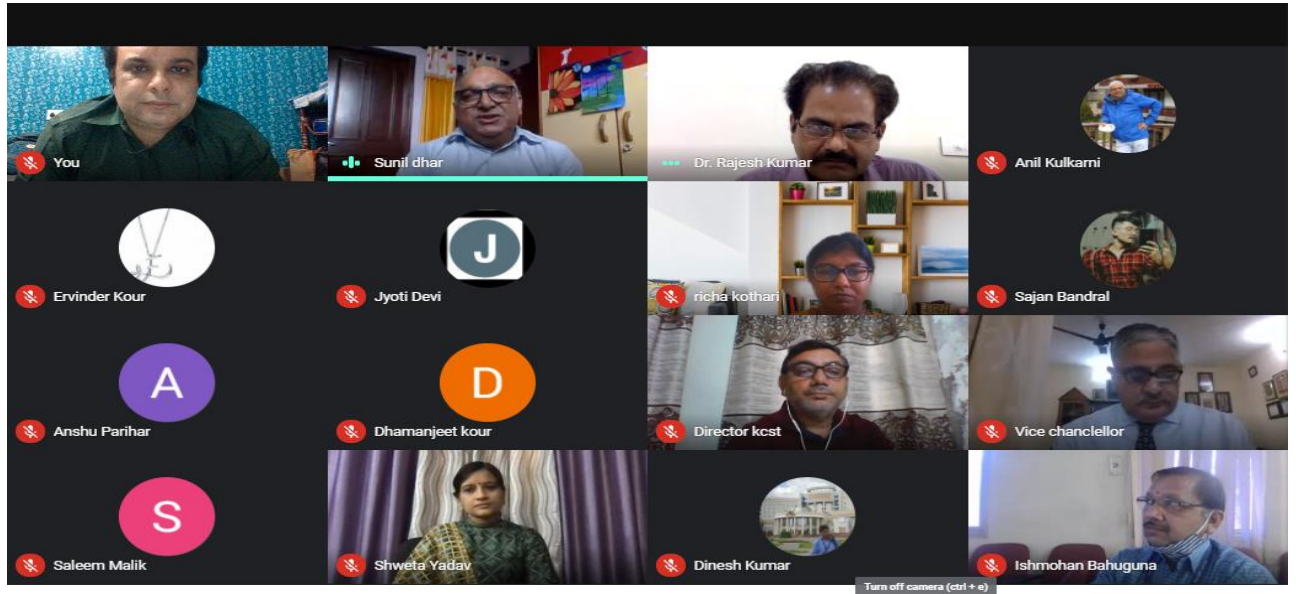 You
Sunil dhar
Dr. Rajesh Kumar
Anil Kulkarni
Ervinder Kour
J
Jyoti Devi
richa kothari
Sajan Bandral
A
Anshu Parihar
D
Dhamanjeet kour
Director kcst
Vice chanclellor
S
Saleem Malik
Shweta Yadav
Dinesh Kumar
Ishmohan Bahuguna
Turn off camera (ctrl + e)